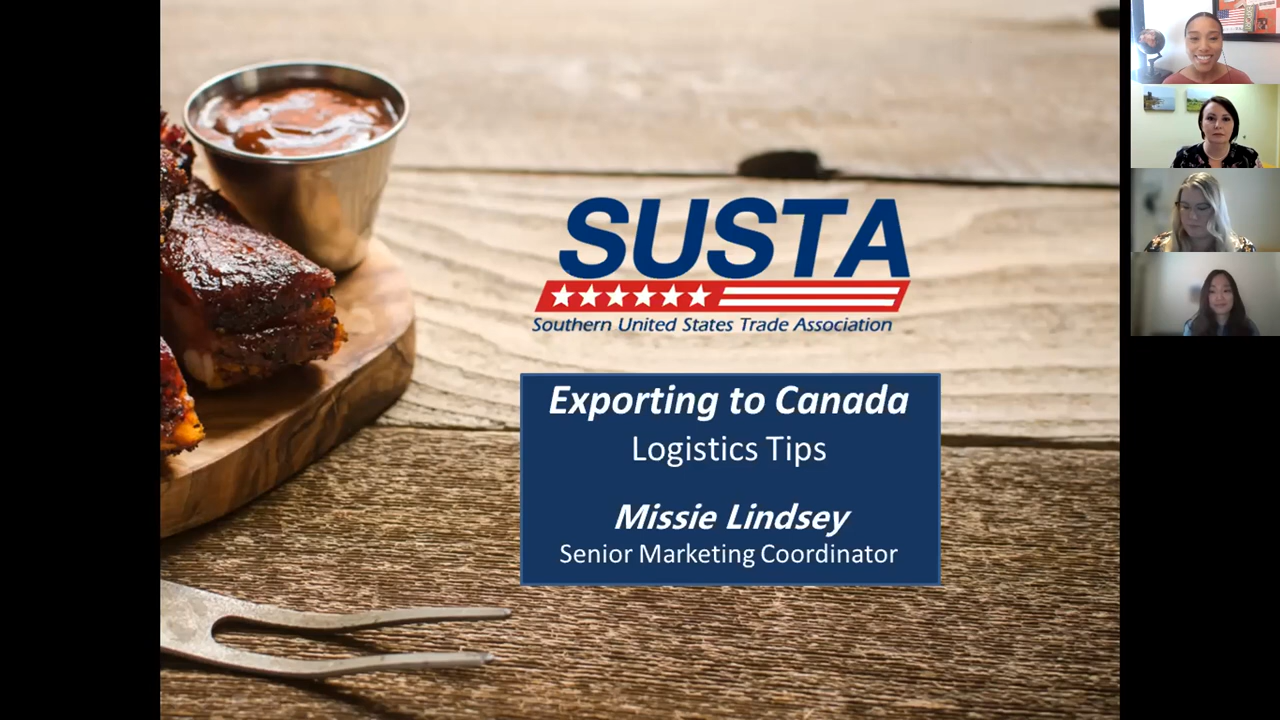 SUSTA
Southern United States Trade Association
Exporting to Canada
Logistics Tips
Missie Lindsey
Senior Marketing Coordinator